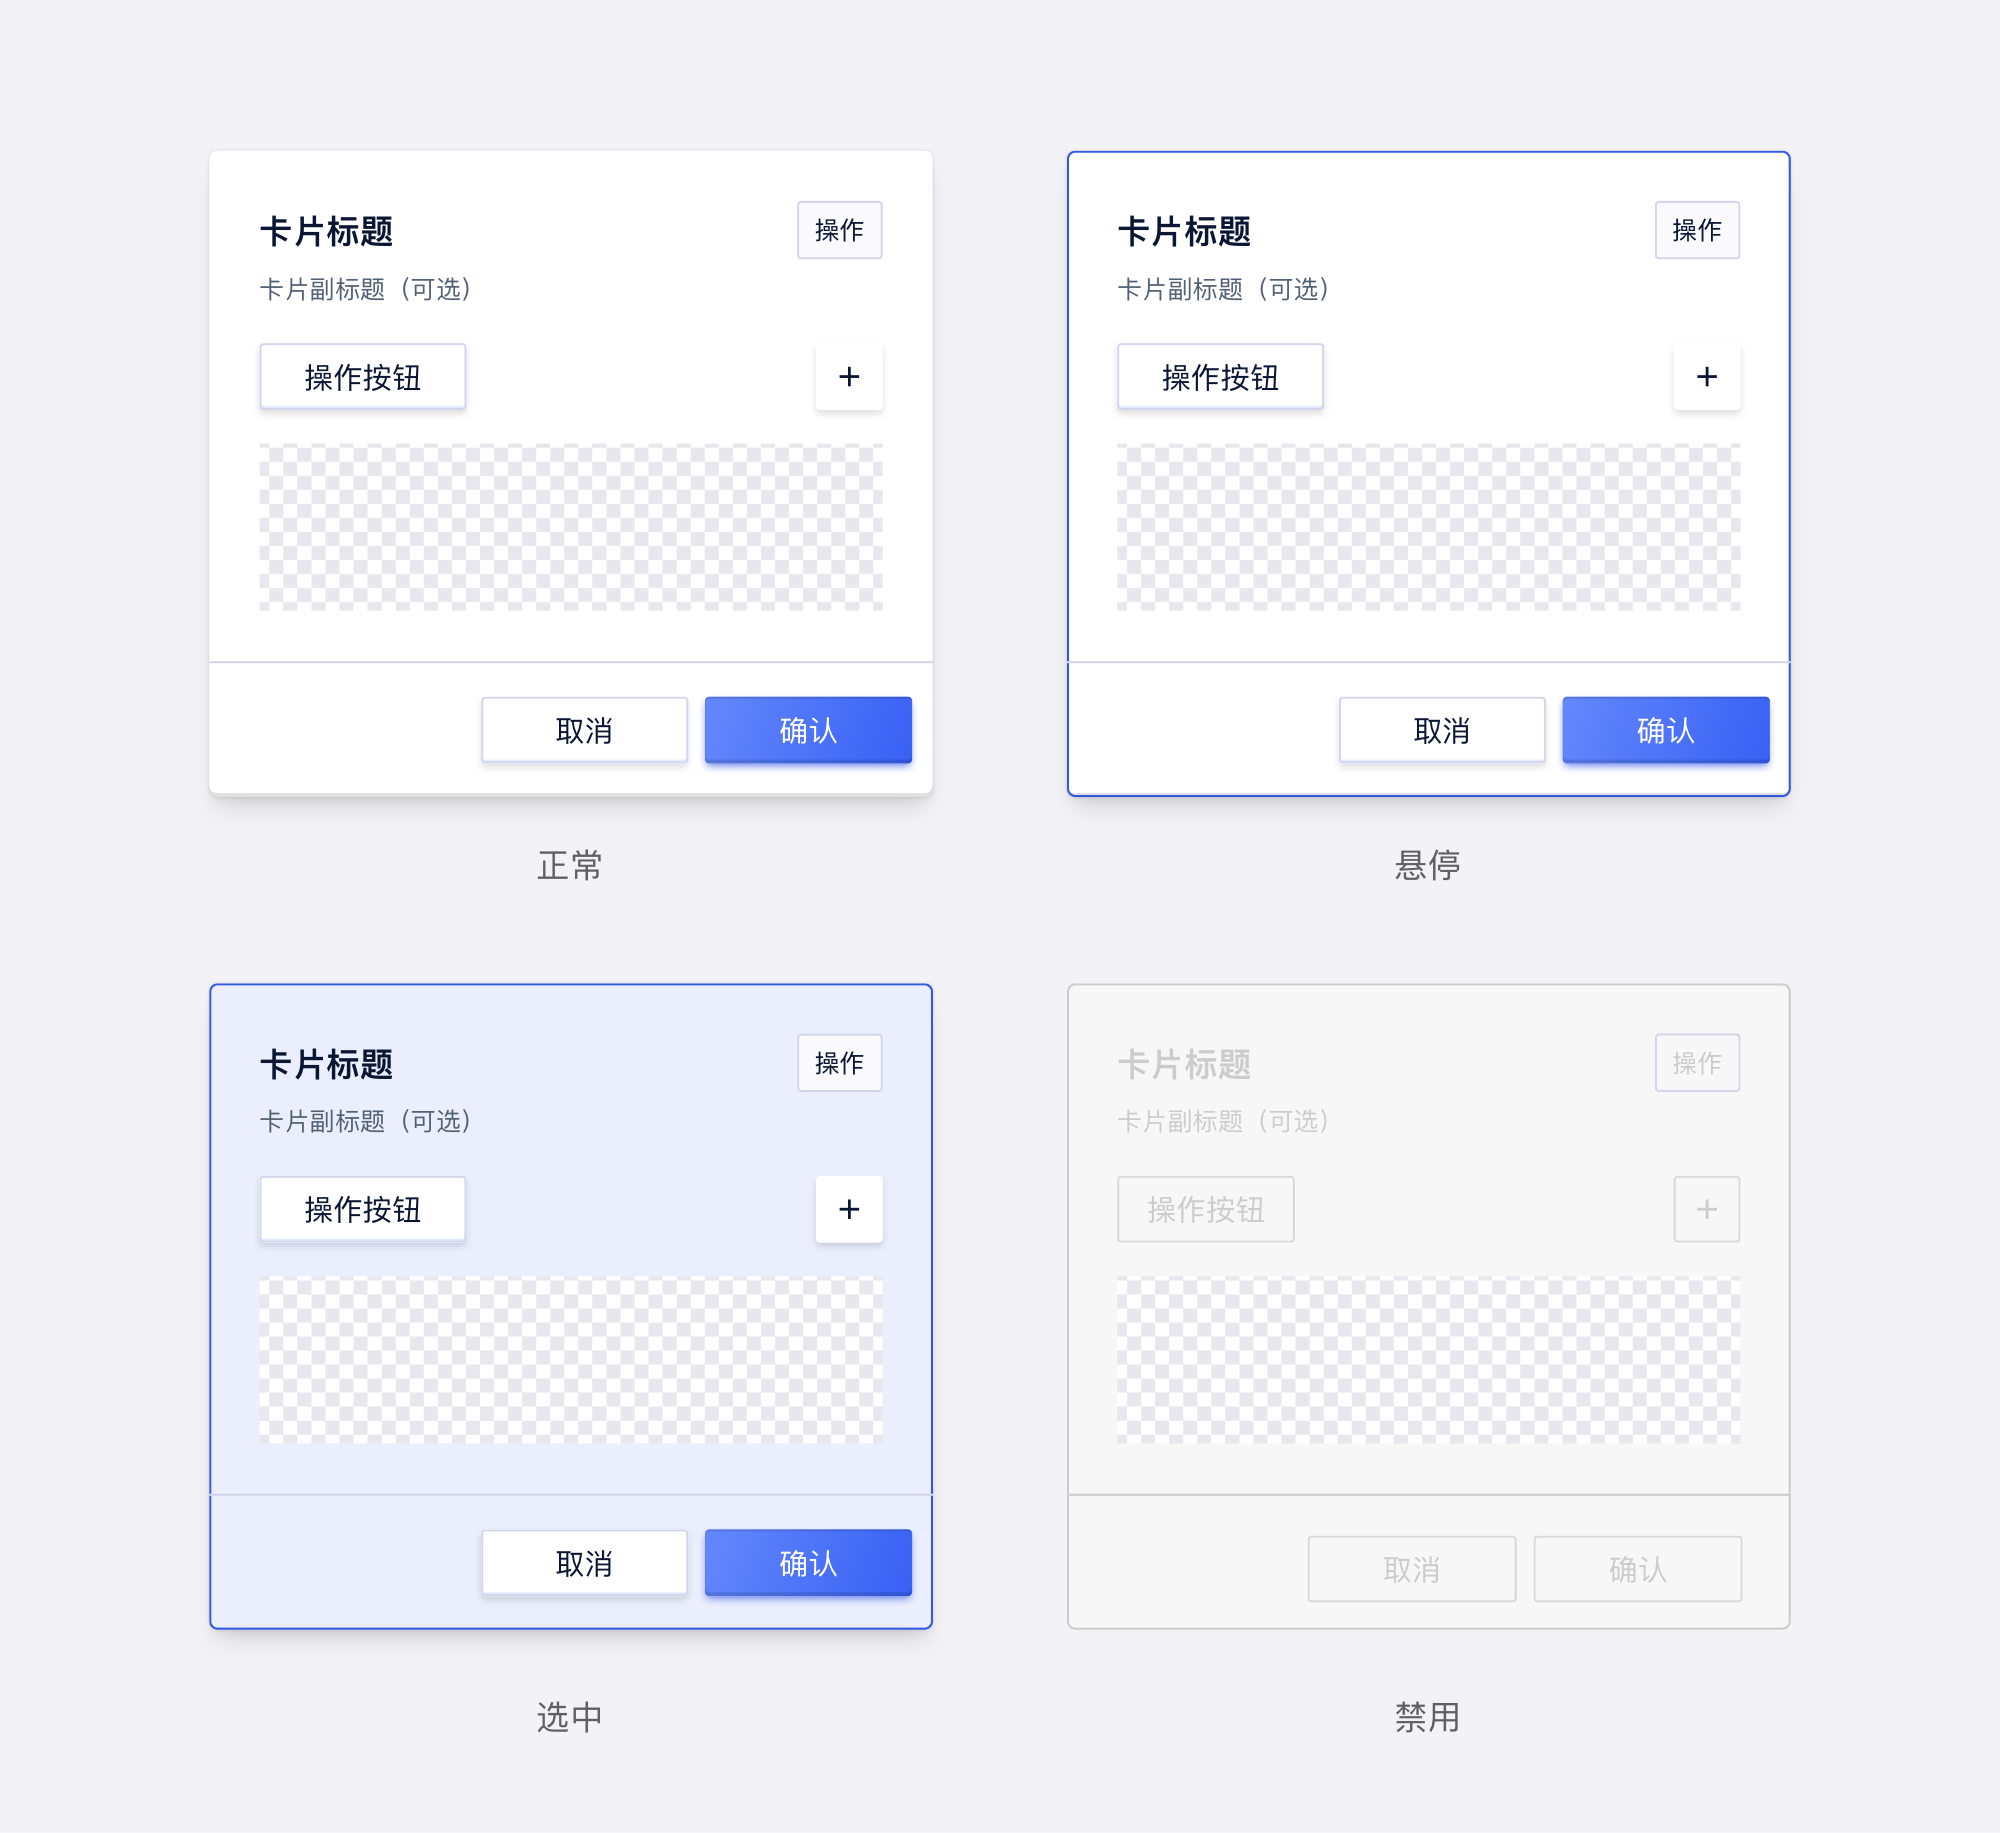 卡片标题
操作
卡片副标题（可选）
操作按钮
+
取消
确认
正常
卡片标题
操作
卡片副标题（可选）
操作按钮
+
取消
确认
悬停
卡片标题
操作
卡片副标题（可选）
操作按钮
+
取消
确认
选中
卡片标题
操作
卡片副标题（可选）
操作按钮
+
取消
确认
禁用